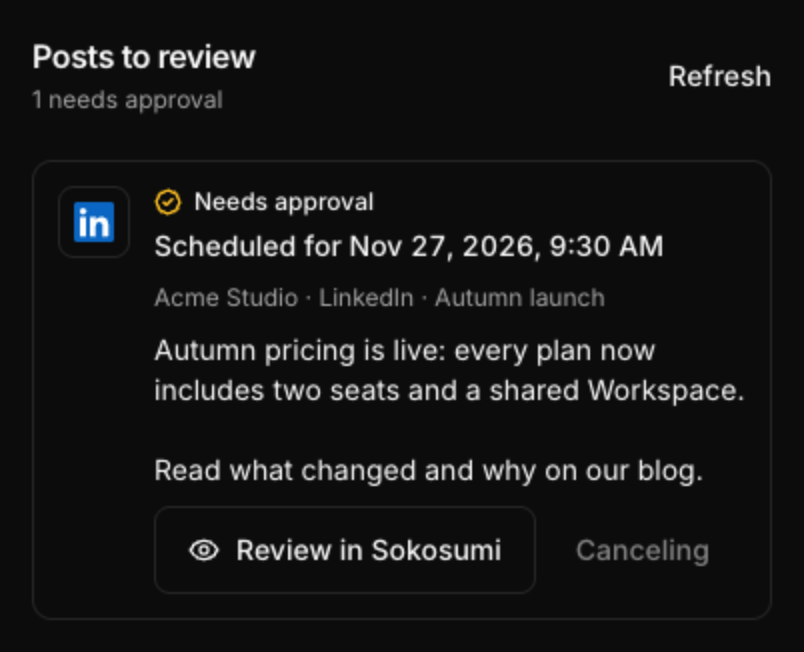 Posts to review
1 needs approval
Refresh
in
Needs approval
Scheduled for Nov 27, 2026, 9:30 AM
Acme Studio · LinkedIn · Autumn launch
Autumn pricing is live: every plan now
includes two seats and a shared Workspace.
Read what changed and why on our blog.
Review in Sokosumi
Canceling